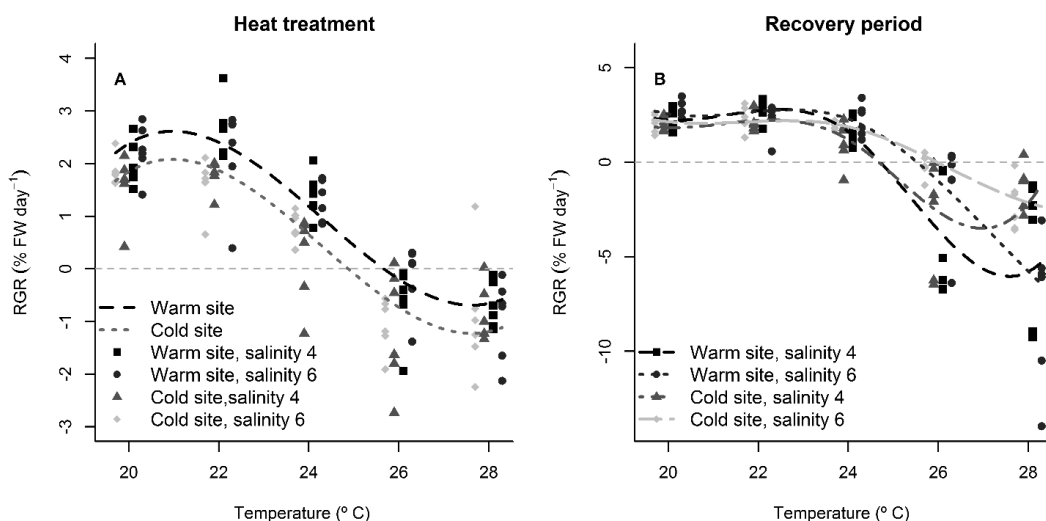 Heat treatment
A
4
3
2
1
0
-1
-2
-3
RGR (% FW day⁻¹)
Warm site
Cold site
Warm site, salinity 4
Warm site, salinity 6
Cold site,salinity 4
Cold site, salinity 6
20 22 24 26 28
Temperature (º C)
Recovery period
B
5
0
-5
-10
RGR (% FW day⁻¹)
Warm site, salinity 4
Warm site, salinity 6
Cold site, salinity 4
Cold site, salinity 6
20 22 24 26 28
Temperature (º C)